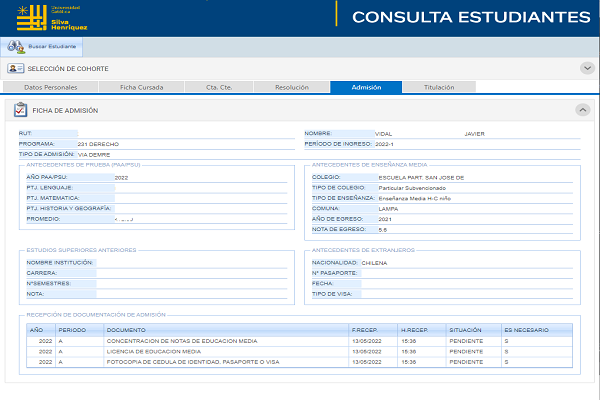 Universidad
Católica
Silva
Henríquez
CONSULTA ESTUDIANTES
Buscar Estudiante
SELECCIÓN DE COHORTE
Datos Personales Ficha Cursada Cta. Cte. Resolución Admisión Titulación
FICHA DE ADMISIÓN
RUT: NOMBRE: VIDAL JAVIER
PROGRAMA: 231 DERECHO PERÍODO DE INGRESO: 2022-1
TIPO DE ADMISIÓN: VIA DEMRE
ANTECEDENTES DE PRUEBA (PAA/PSU)
AÑO PAA/PSU: 2022
PTJ. LENGUAJE:
PTJ. MATEMATICA:
PTJ. HISTORIA Y GEOGRAFÍA:
PROMEDIO:
ANTECEDENTES DE ENSEÑANZA MEDIA
COLEGIO: ESCUELA PART. SAN JOSE DE
TIPO DE COLEGIO: Particular Subvencionado
TIPO DE ENSEÑANZA: Enseñanza Media H-C niño
COMUNA: LAMPA
AÑO DE EGRESO: 2021
NOTA DE EGRESO: 5.6
ESTUDIOS SUPERIORES ANTERIORES
NOMBRE INSTITUCIÓN:
CARRERA:
N°SEMESTRES:
NOTA:
ANTECEDENTES DE EXTRANJEROS
NACIONALIDAD: CHILENA
N° PASAPORTE:
FECHA:
TIPO DE VISA:
RECEPCIÓN DE DOCUMENTACIÓN DE ADMISIÓN
AÑO PERIODO DOCUMENTO F.RECEP. H.RECEP. SITUACIÓN ES NECESARIO
2022 A CONCENTRACION DE NOTAS DE EDUCACION MEDIA 13/05/2022 15:36 PENDIENTE S
2022 A LICENCIA DE EDUCACION MEDIA 13/05/2022 15:36 PENDIENTE S
2022 A FOTOCOPIA DE CEDULA DE IDENTIDAD, PASAPORTE O VISA 13/05/2022 15:36 PENDIENTE S